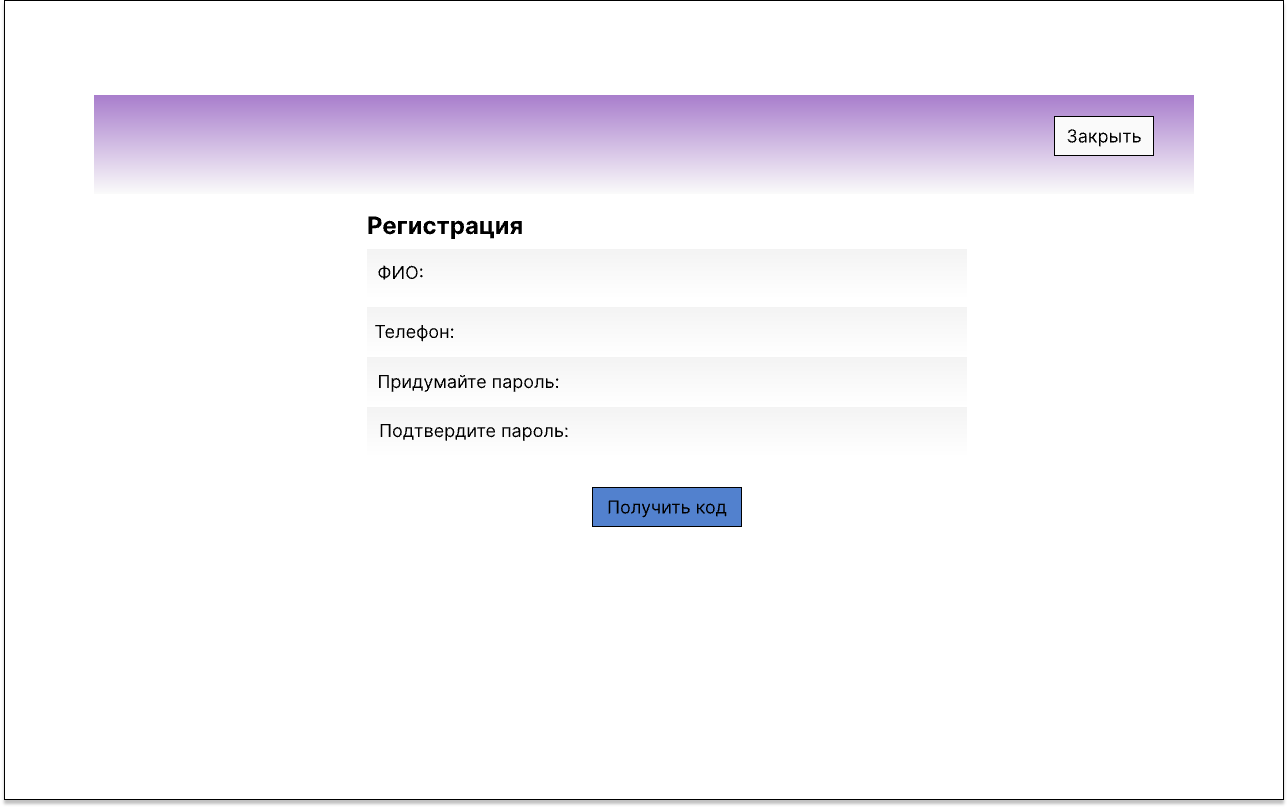 Закрыть
Регистрация
ФИО:
Телефон:
Придумайте пароль:
Подтвердите пароль:
Получить код